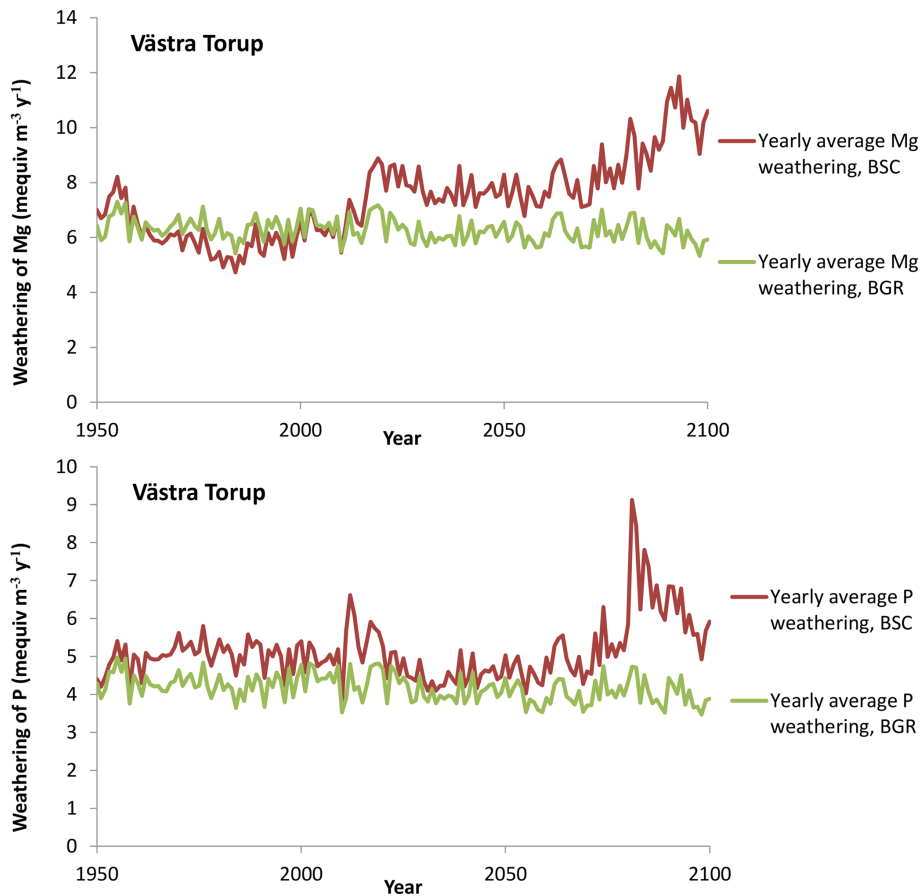 Västra Torup
Weathering of Mg (mequiv m⁻³ y⁻¹)
14
12
10
8
6
4
2
0
1950
2000
2050
2100
Year
Yearly average Mg
weathering, BSC
Yearly average Mg
weathering, BGR
Västra Torup
Weathering of P (mequiv m⁻³ y⁻¹)
10
9
8
7
6
5
4
3
2
1
0
1950
2000
2050
2100
Year
Yearly average P
weathering, BSC
Yearly average P
weathering, BGR